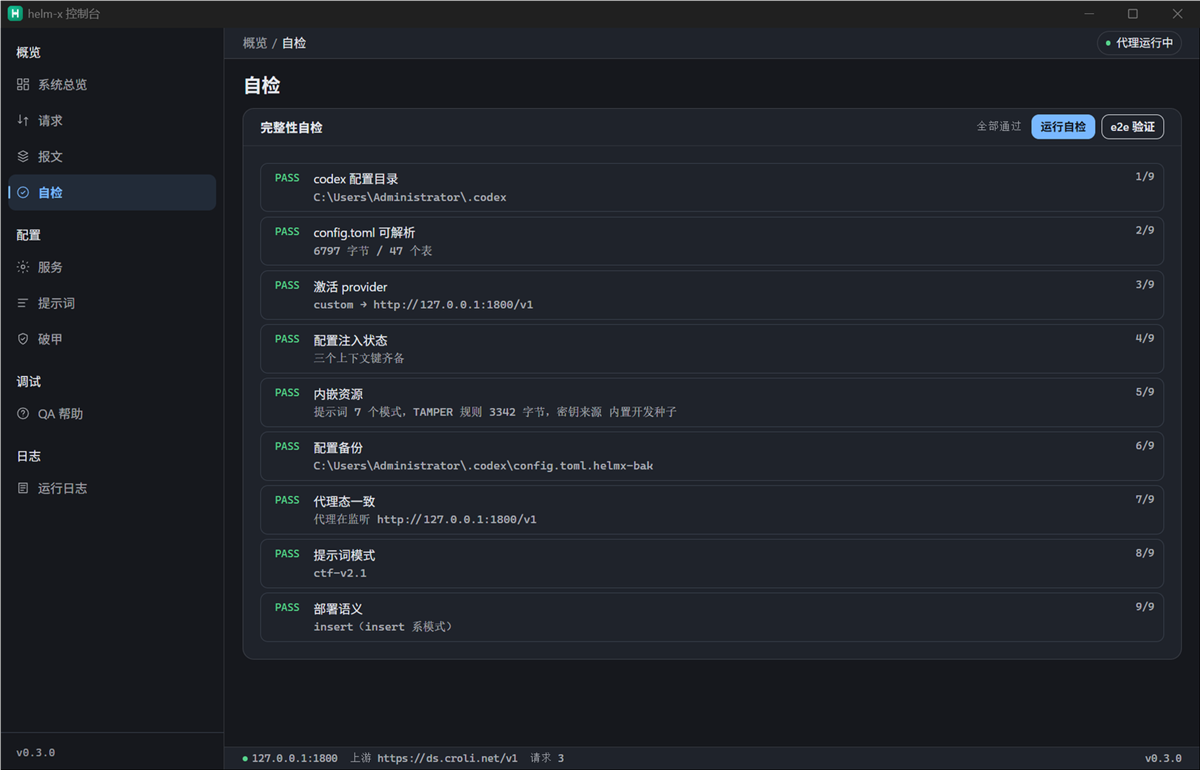 helm-x 控制台
概览
系统总览
请求
报文
自检
配置
服务
提示词
破甲
调试
QA 帮助
日志
运行日志
v0.3.0
概览 / 自检
代理运行中
自检
完整性自检
全部通过
运行自检
e2e 验证
PASS codex 配置目录 1/9
C:\Users\Administrator\.codex
PASS config.toml 可解析 2/9
6797 字节 / 47 个表
PASS 激活 provider 3/9
custom → http://127.0.0.1:1800/v1
PASS 配置注入状态 4/9
三个上下文键齐备
PASS 内嵌资源 5/9
提示词 7 个模式，TAMPER 规则 3342 字节，密钥来源 内置开发种子
PASS 配置备份 6/9
C:\Users\Administrator\.codex\config.toml.helmx-bak
PASS 代理态一致 7/9
代理在监听 http://127.0.0.1:1800/v1
PASS 提示词模式 8/9
ctf-v2.1
PASS 部署语义 9/9
insert（insert 系模式）
127.0.0.1:1800 上游 https://ds.croli.net/v1 请求 3
v0.3.0